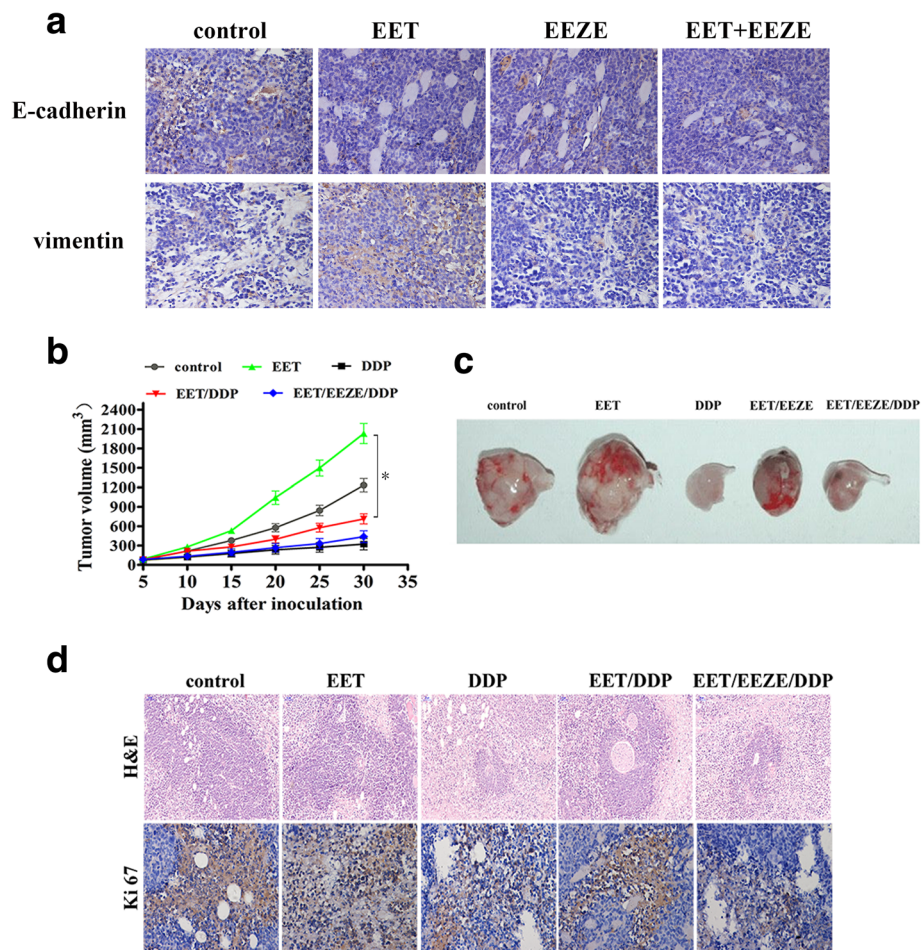 a
control EET EEZE EET+EEZE
E-cadherin
vimentin
b
control EET DDP
EET/DDP EET/EEZE/DDP
2400
2100
1800
1500
1200
900
600
300
0
Tumor volume (mm³)
*
5 10 15 20 25 30 35
Days after inoculation
c
control EET DDP EET/EEZE EET/EEZE/DDP
d
control EET DDP EET/DDP EET/EEZE/DDP
H&E
Ki 67